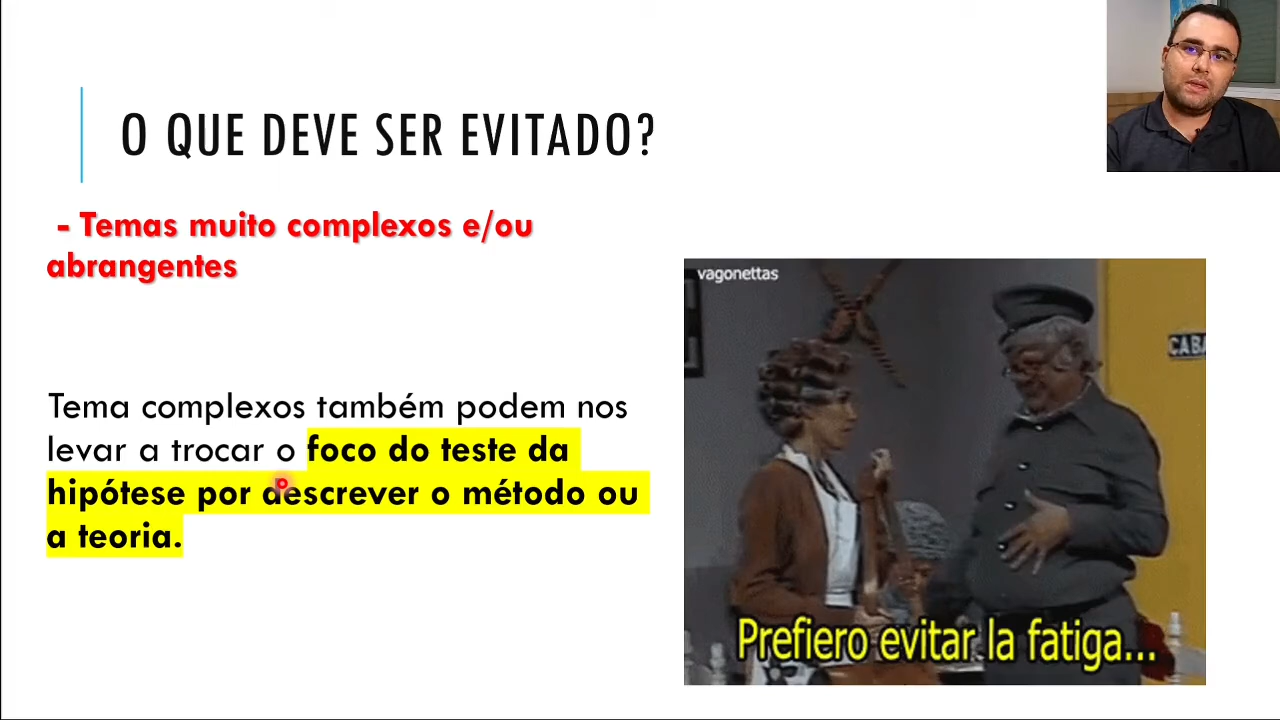 O QUE DEVE SER EVITADO?
- Temas muito complexos e/ou
abrangentes
Tema complexos também podem nos
levar a trocar o foco do teste da
hipótese por descrever o método ou
a teoria.
vagonettas
CABA
Prefiero evitar la fatiga...